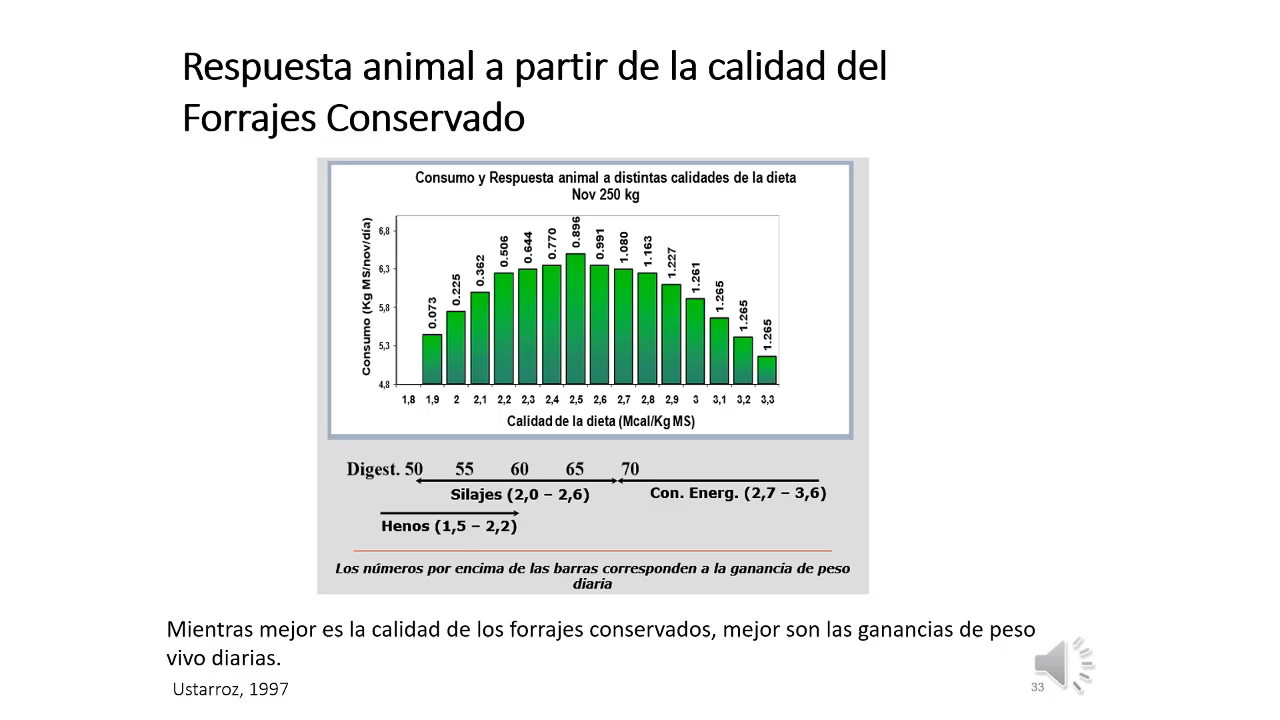 Respuesta animal a partir de la calidad del
Forrajes Conservado
Consumo y Respuesta animal a distintas calidades de la dieta
Nov 250 kg
Consumo (Kg MS/nov/día)
6,8
6,3
5,8
5,3
4,8
0.073
0.225
0.362
0.506
0.644
0.770
0.896
0.991
1.080
1.163
1.227
1.261
1.265
1.265
1.265
1,8 1,9 2 2,1 2,2 2,3 2,4 2,5 2,6 2,7 2,8 2,9 3 3,1 3,2 3,3
Calidad de la dieta (Mcal/Kg MS)
Digest. 50 55 60 65 70
Silajes (2,0 – 2,6) Con. Energ. (2,7 – 3,6)
Henos (1,5 – 2,2)
Los números por encima de las barras corresponden a la ganancia de peso
diaria
Mientras mejor es la calidad de los forrajes conservados, mejor son las ganancias de peso
vivo diarias.
Ustarroz, 1997
33